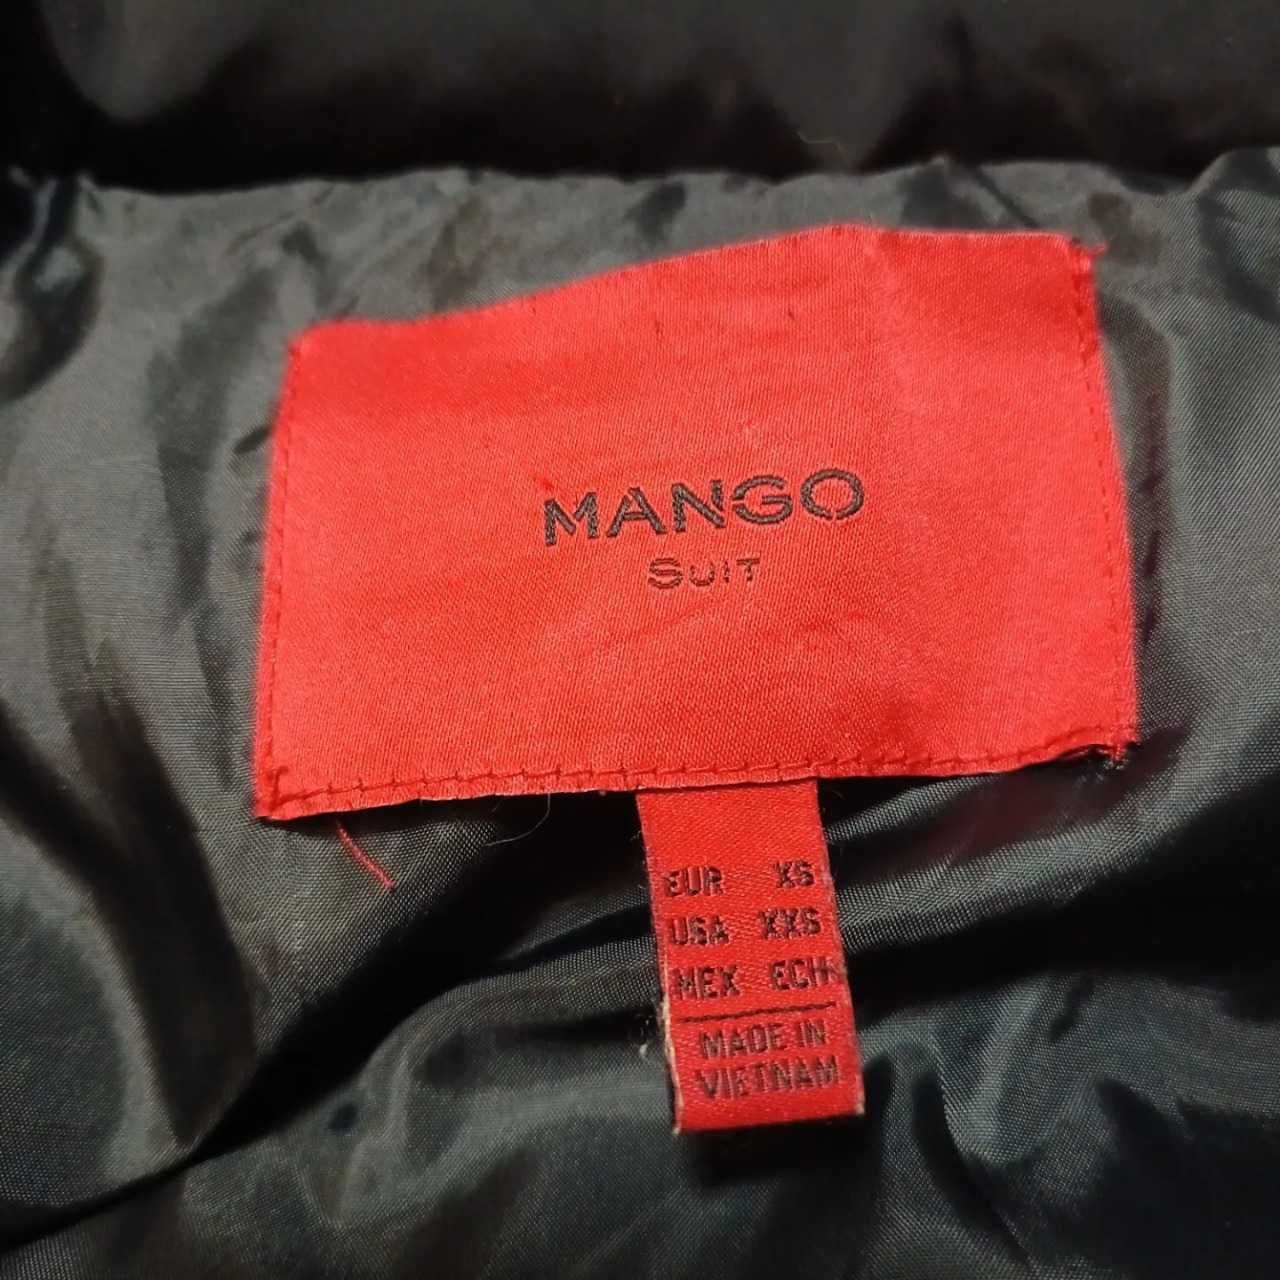 MANGO
SUIT
EUR XS
USA XXS
MEX ECH
MADE IN
VIETNAM